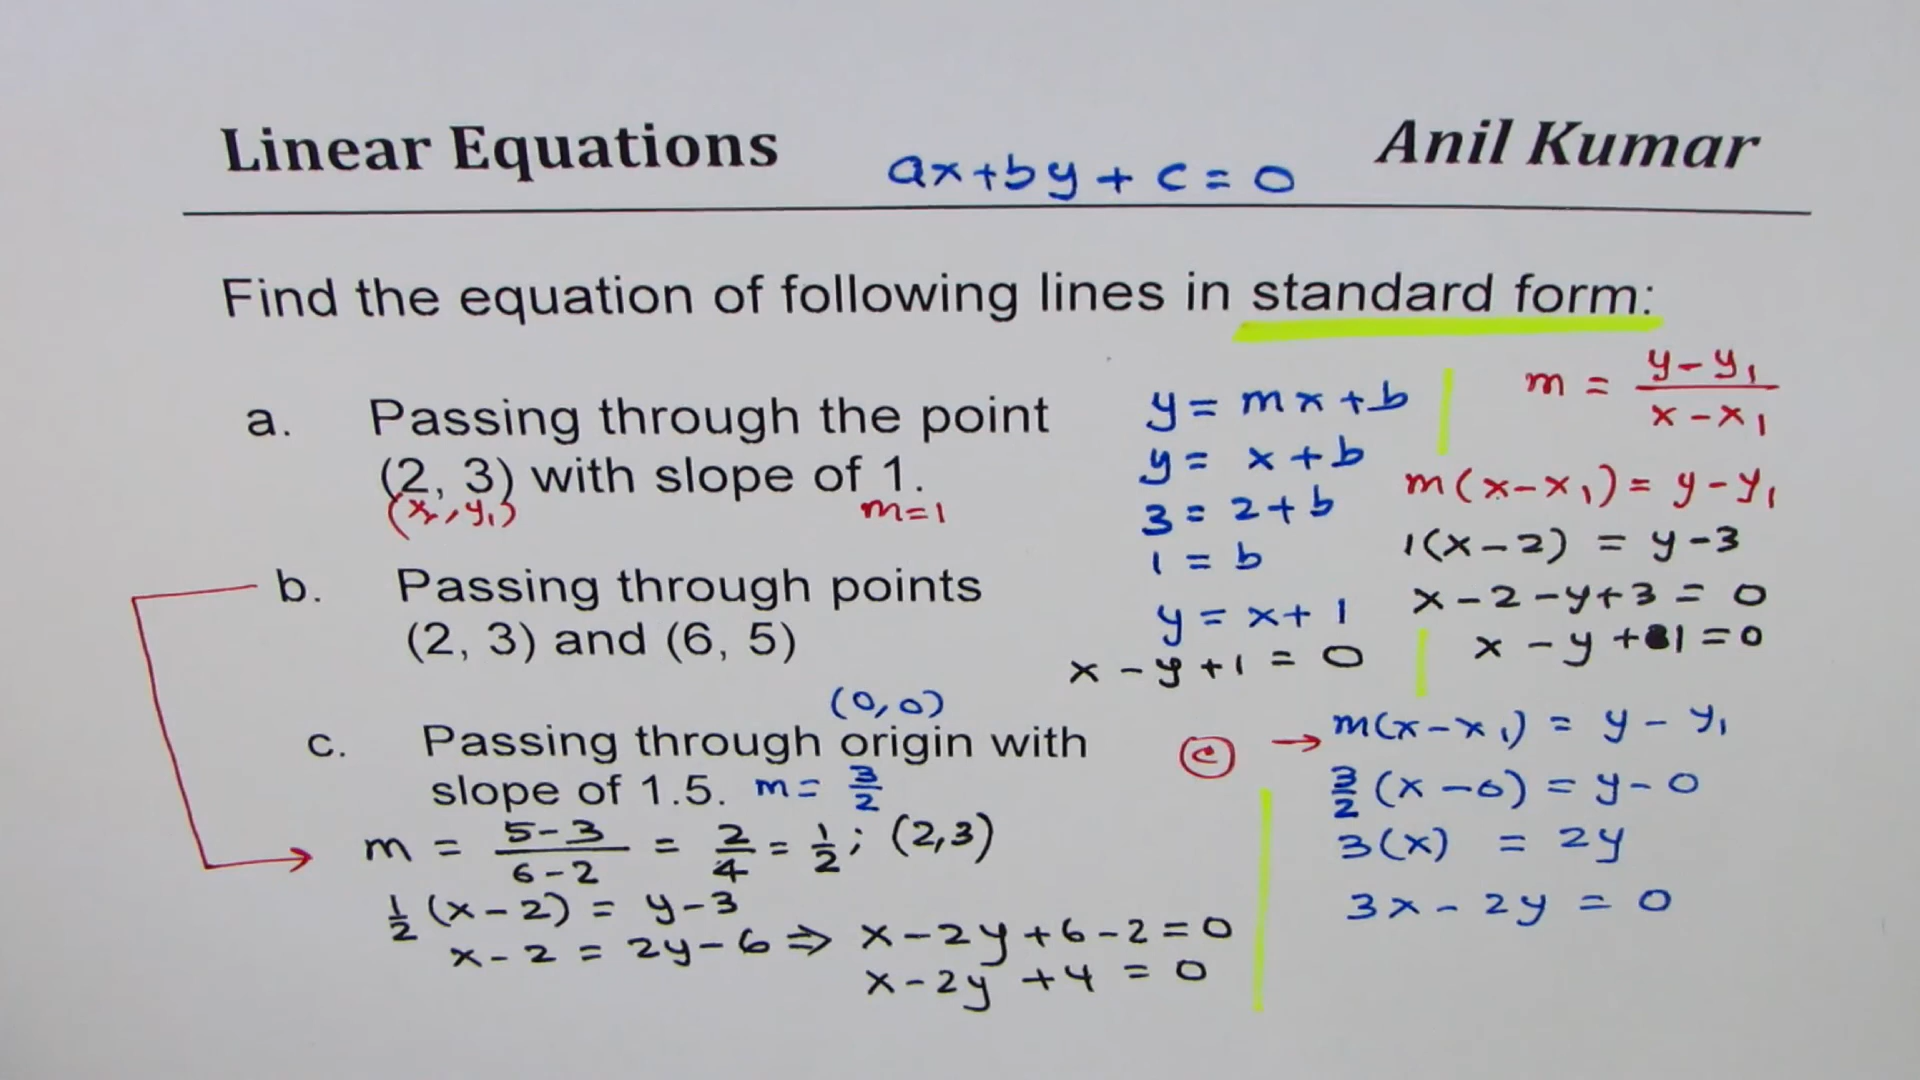 Linear Equations
Anil Kumar
ax+by+c=0
Find the equation of following lines in standard form:
a. Passing through the point
(2, 3) with slope of 1.
(x₁, y₁)
m=1
y = mx+b
y = x+b
3 = 2+b
1 = b
y = x+1
x-y+1 = 0
m = (y-y₁)/(x-x₁)
m(x-x₁) = y-y₁
1(x-2) = y-3
x-2-y+3 = 0
x-y+1=0
b. Passing through points
(2, 3) and (6, 5)
(0,0)
c. Passing through origin with
slope of 1.5. m = 3/2
m = (5-3)/(6-2) = 2/4 = 1/2; (2,3)
1/2 (x-2) = y-3
x-2 = 2y-6 ⇒ x-2y+6-2=0
x-2y+4 = 0
ⓒ → m(x-x₁) = y-y₁
3/2 (x-0) = y-0
3(x) = 2y
3x-2y = 0